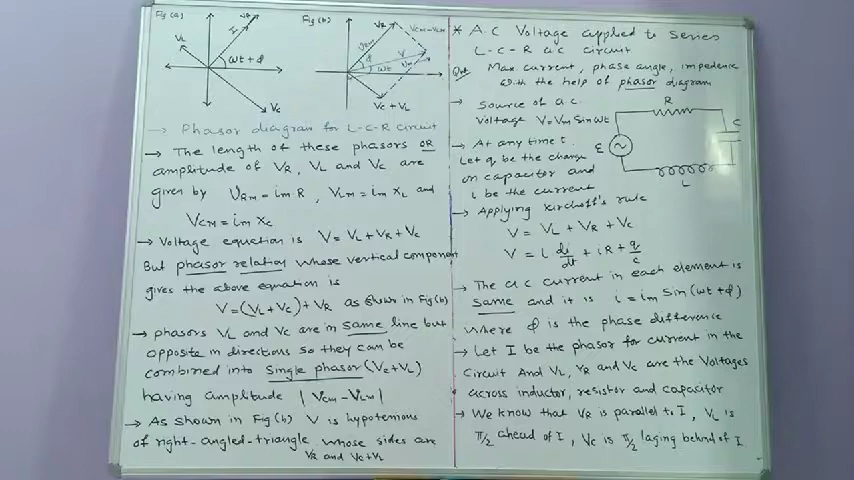 * A.C Voltage applied to Series
L-C-R a.c circuit
Max current, phase angle, impedence
with the help of phasor diagram
→ Source of a.c.
voltage V=Vm Sinωt
R
C
L
ε
→ At any time t.
Let q be the charge
on capacitor and
i be the current
→ Applying Kirchoff's rule
V = VL + VR + VC
V = L di/dt + iR + q/c
→ The a.c current in each element is
same and it is i = im Sin(ωt+ϕ)
Where ϕ is the phase difference
→ Let I be the phasor for current in the
Circuit And VL, VR and VC are the Voltages
across inductor, resistor and capacitor
→ We know that VR is parallel to I, VL is
π/2 ahead of I, VC is π/2 laging behind of I.
Fig (a)
VL
I
VR
ωt + ϕ
VC
Fig (b)
VR
VRM
VCM-VLM
V
VM
ϕ
ωt
VC+VL
→ Phasor diagram for L-C-R circuit
→ The length of these phasors OR
amplitude of VR, VL and VC are
given by VRM = im R, VLM = im XL and
VCM = im XC
→ Voltage equation is V = VL + VR + VC
But phasor relation whose vertical component
gives the above equation is
V = (VL + VC) + VR as shown in Fig (b)
→ phasors VL and VC are in same line but
opposite in directions so they can be
combined into single phasor (VC+VL)
having amplitude |VCM - VLM|
→ As shown in Fig (b) V is hypotenious
of right-angled-triangle whose sides are
VR and VC+VL